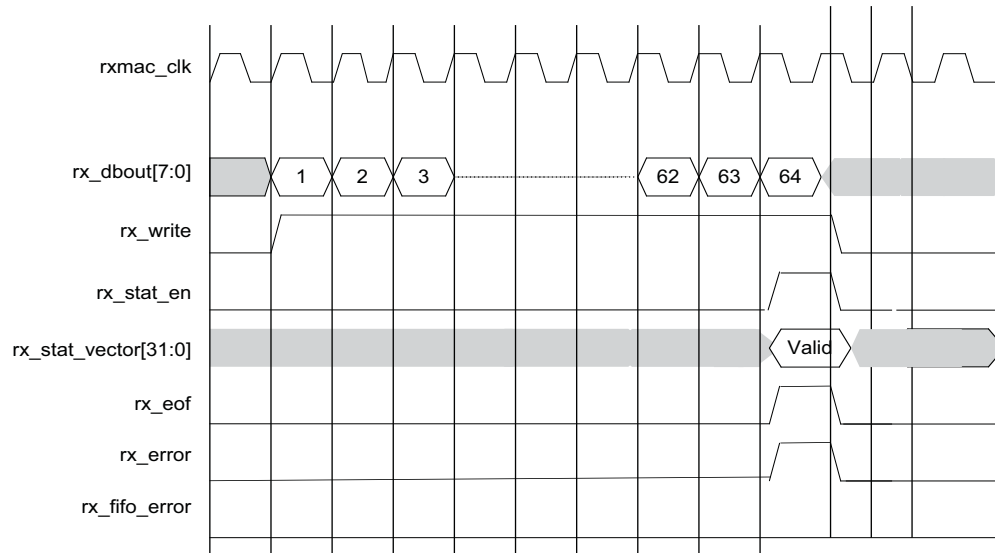 rxmac_clk
rx_dbout[7:0] 1 2 3 62 63 64
rx_write
rx_stat_en
rx_stat_vector[31:0] Valid
rx_eof
rx_error
rx_fifo_error